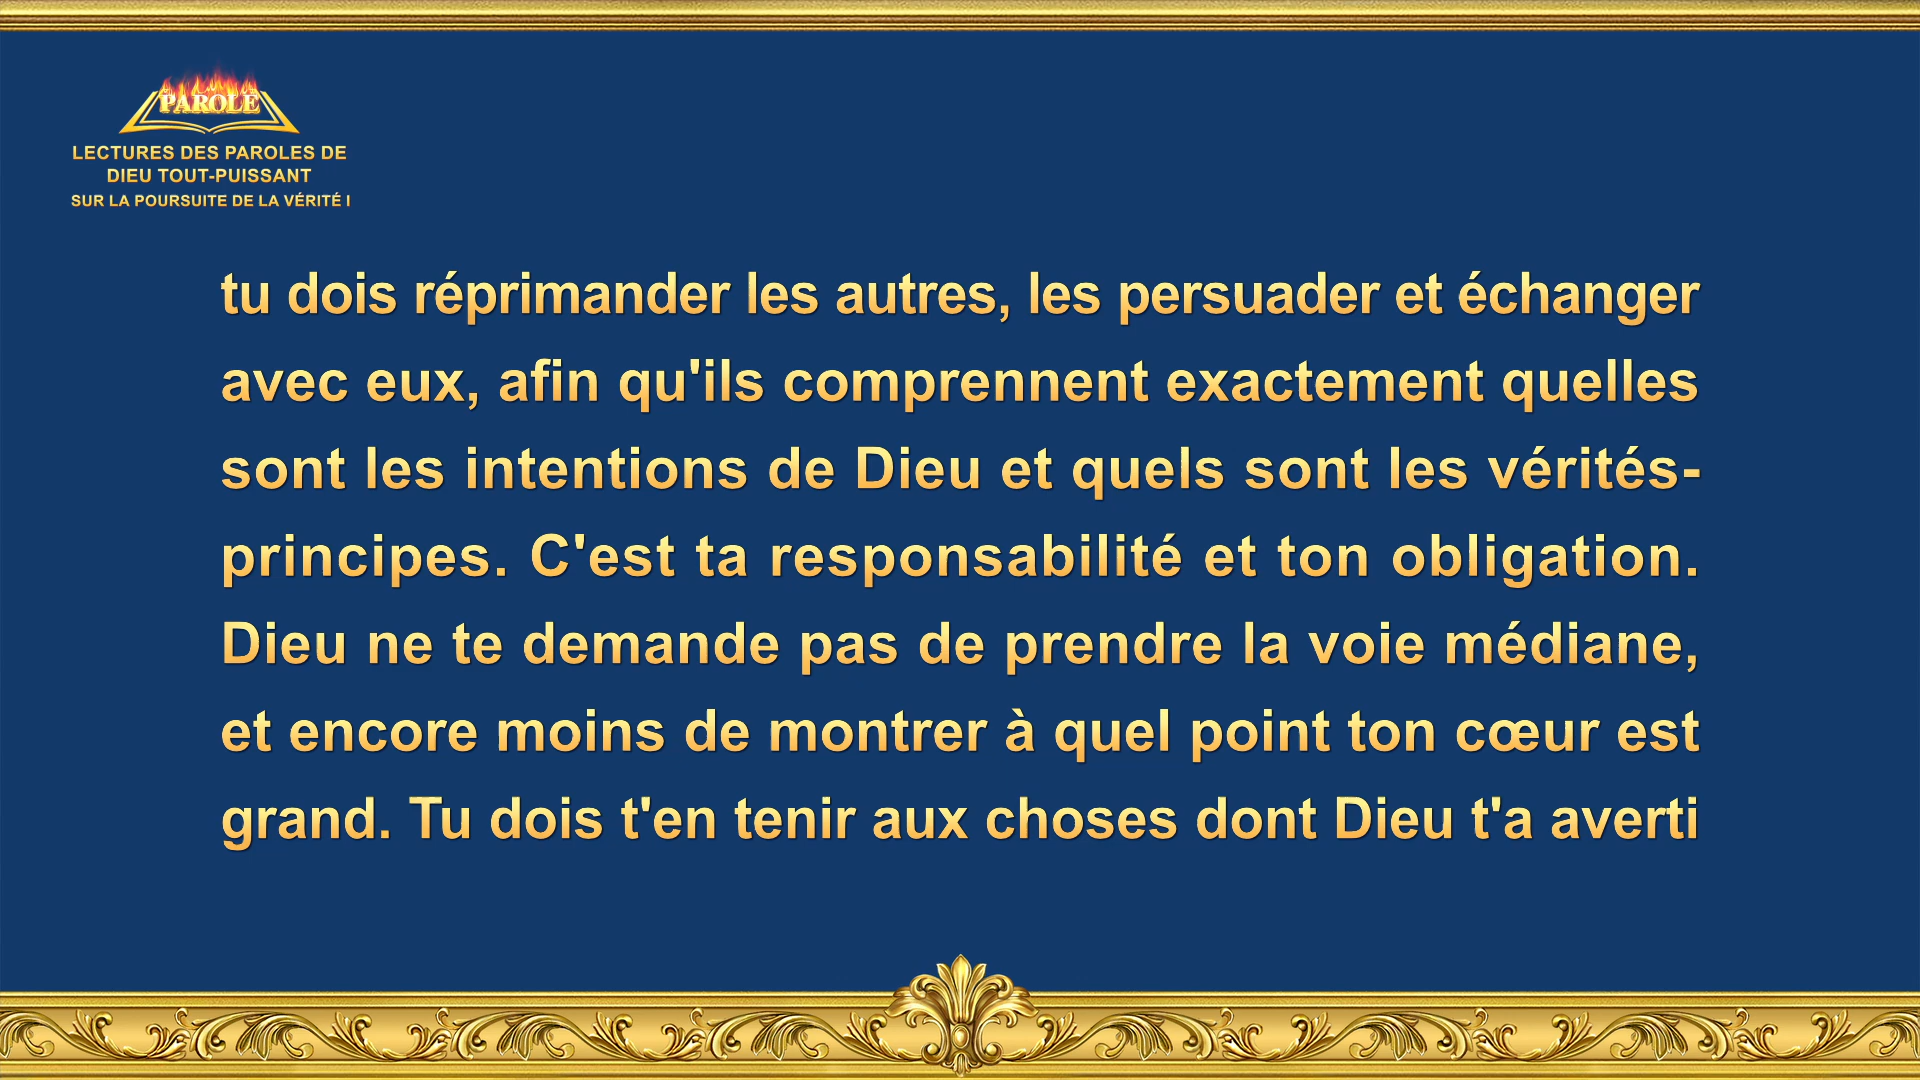 PAROLE
LECTURES DES PAROLES DE
DIEU TOUT-PUISSANT
SUR LA POURSUITE DE LA VÉRITÉ I
tu dois réprimander les autres, les persuader et échanger
avec eux, afin qu'ils comprennent exactement quelles
sont les intentions de Dieu et quels sont les vérités-
principes. C'est ta responsabilité et ton obligation.
Dieu ne te demande pas de prendre la voie médiane,
et encore moins de montrer à quel point ton cœur est
grand. Tu dois t'en tenir aux choses dont Dieu t'a averti